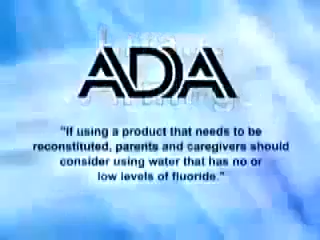 ADA
"If using a product that needs to be
reconstituted, parents and caregivers should
consider using water that has no or
low levels of fluoride."